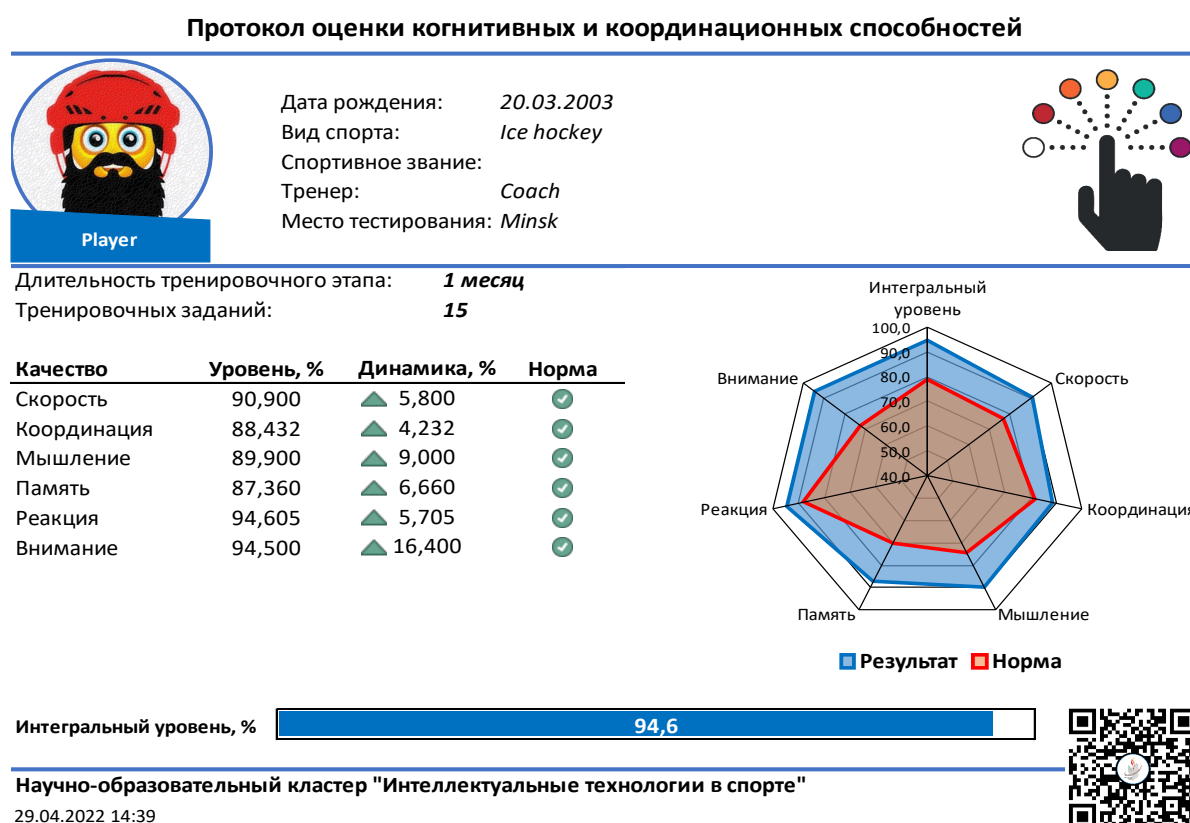 Протокол оценки когнитивных и координационных способностей
Дата рождения: 20.03.2003
Вид спорта: Ice hockey
Спортивное звание:
Тренер: Coach
Место тестирования: Minsk
Player
Длительность тренировочного этапа: 1 месяц
Тренировочных заданий: 15
Качество Уровень, % Динамика, % Норма
Скорость 90,900 5,800
Координация 88,432 4,232
Мышление 89,900 9,000
Память 87,360 6,660
Реакция 94,605 5,705
Внимание 94,500 16,400
Интегральный
уровень
100,0
90,0
80,0
70,0
60,0
50,0
40,0
Скорость
Координация
Мышление
Память
Реакция
Внимание
Результат Норма
Интегральный уровень, % 94,6
Научно-образовательный кластер "Интеллектуальные технологии в спорте"
29.04.2022 14:39